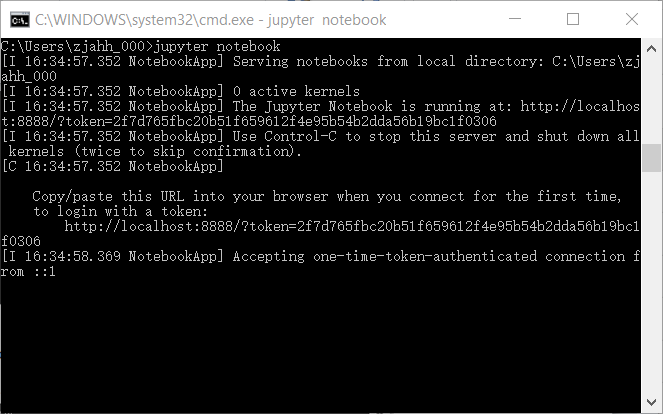 C:\WINDOWS\system32\cmd.exe - jupyter  notebook
C:\Users\zjahh_000>jupyter notebook
[I 16:34:57.352 NotebookApp] Serving notebooks from local directory: C:\Users\zj
ahh_000
[I 16:34:57.352 NotebookApp] 0 active kernels
[I 16:34:57.352 NotebookApp] The Jupyter Notebook is running at: http://localhos
t:8888/?token=2f7d765fbc20b51f659612f4e95b54b2dda56b19bc1f0306
[I 16:34:57.352 NotebookApp] Use Control-C to stop this server and shut down all
 kernels (twice to skip confirmation).
[C 16:34:57.352 NotebookApp]
    Copy/paste this URL into your browser when you connect for the first time,
    to login with a token:
        http://localhost:8888/?token=2f7d765fbc20b51f659612f4e95b54b2dda56b19bc1
f0306
[I 16:34:58.369 NotebookApp] Accepting one-time-token-authenticated connection f
rom ::1